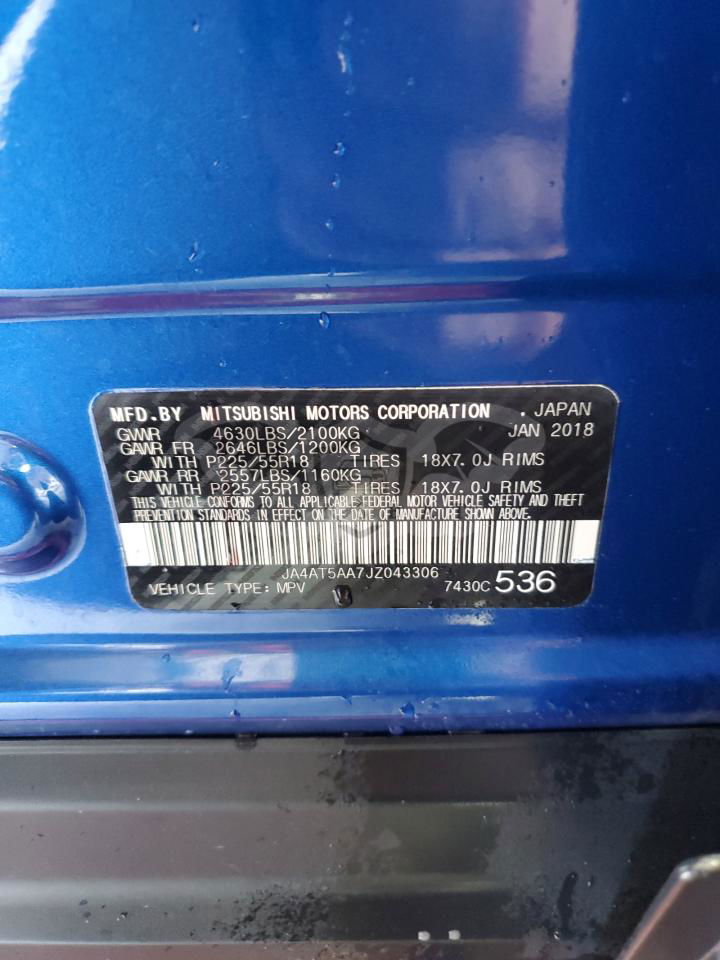 MFD.BY MITSUBISHI MOTORS CORPORATION . JAPAN
GVWR 4630LBS/2100KG JAN 2018
GAWR FR 2646LBS/1200KG
WITH P225/55R18 TIRES 18X7.0J RIMS
GAWR RR 2557LBS/1160KG
WITH P225/55R18 TIRES 18X7.0J RIMS
THIS VEHICLE CONFORMS TO ALL APPLICABLE FEDERAL MOTOR VEHICLE SAFETY AND THEFT
PREVENTION STANDARDS IN EFFECT ON THE DATE OF MANUFACTURE SHOWN ABOVE.
JA4AT5AA7JZ043306
VEHICLE TYPE: MPV 7430C 536